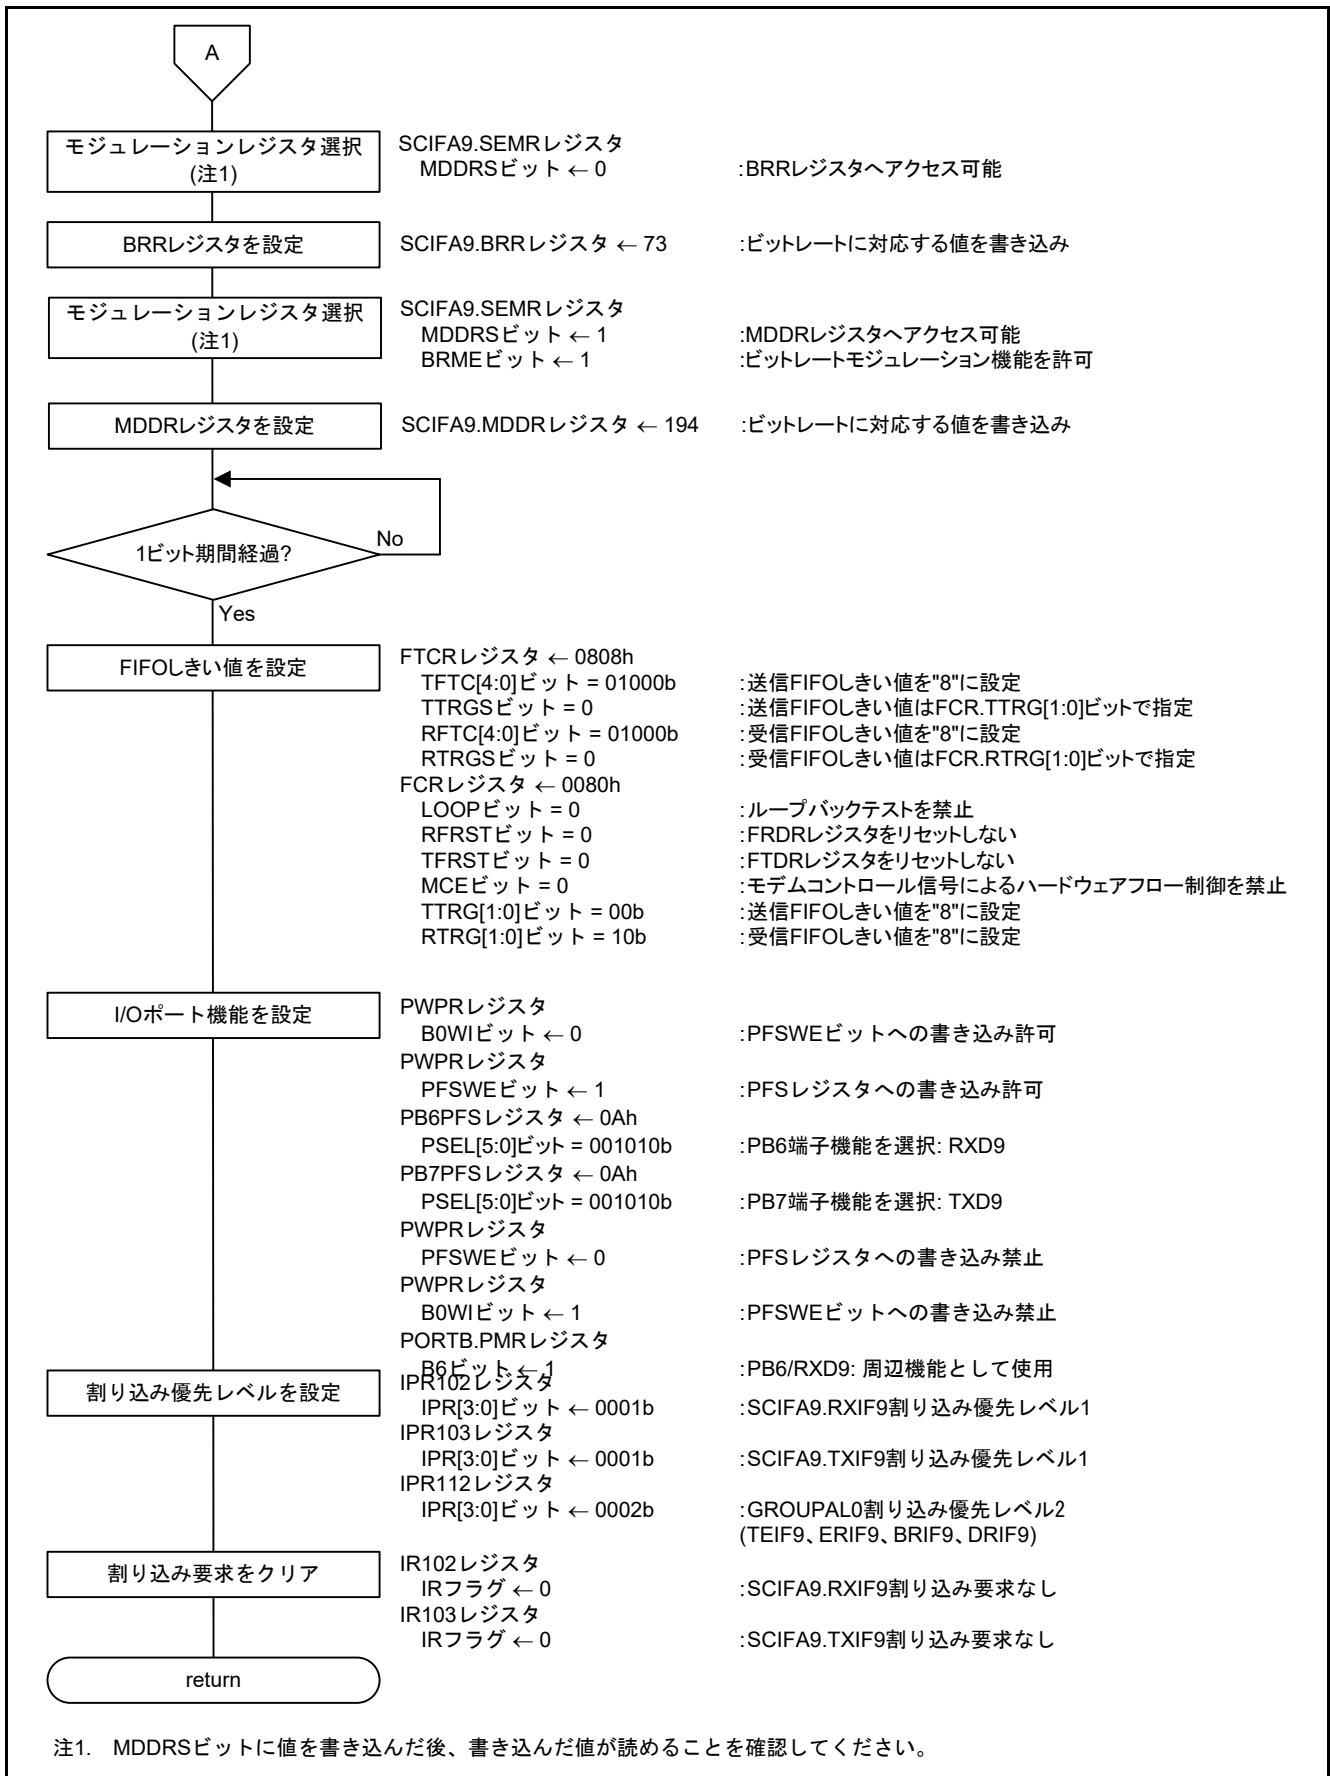 A
モジュレーションレジスタ選択
(注1)
SCIFA9.SEMRレジスタ
MDDRSビット ← 0 :BRRレジスタへアクセス可能
BRRレジスタを設定 SCIFA9.BRRレジスタ ← 73 :ビットレートに対応する値を書き込み
モジュレーションレジスタ選択
(注1)
SCIFA9.SEMRレジスタ
MDDRSビット ← 1 :MDDRレジスタへアクセス可能
BRMEビット ← 1 :ビットレートモジュレーション機能を許可
MDDRレジスタを設定 SCIFA9.MDDRレジスタ ← 194 :ビットレートに対応する値を書き込み
1ビット期間経過?
No
Yes
FIFOしきい値を設定
FTCRレジスタ ← 0808h
TFTC[4:0]ビット = 01000b :送信FIFOしきい値を"8"に設定
TTRGSビット = 0 :送信FIFOしきい値はFCR.TTRG[1:0]ビットで指定
RFTC[4:0]ビット = 01000b :受信FIFOしきい値を"8"に設定
RTRGSビット = 0 :受信FIFOしきい値はFCR.RTRG[1:0]ビットで指定
FCRレジスタ ← 0080h
LOOPビット = 0 :ループバックテストを禁止
RFRSTビット = 0 :FRDRレジスタをリセットしない
TFRSTビット = 0 :FTDRレジスタをリセットしない
MCEビット = 0 :モデムコントロール信号によるハードウェアフロー制御を禁止
TTRG[1:0]ビット = 00b :送信FIFOしきい値を"8"に設定
RTRG[1:0]ビット = 10b :受信FIFOしきい値を"8"に設定
I/Oポート機能を設定
PWPRレジスタ
B0WIビット ← 0 :PFSWEビットへの書き込み許可
PWPRレジスタ
PFSWEビット ← 1 :PFSレジスタへの書き込み許可
PB6PFSレジスタ ← 0Ah
PSEL[5:0]ビット = 001010b :PB6端子機能を選択: RXD9
PB7PFSレジスタ ← 0Ah
PSEL[5:0]ビット = 001010b :PB7端子機能を選択: TXD9
PWPRレジスタ
PFSWEビット ← 0 :PFSレジスタへの書き込み禁止
PWPRレジスタ
B0WIビット ← 1 :PFSWEビットへの書き込み禁止
PORTB.PMRレジスタ
B6ビット ← 1 :PB6/RXD9: 周辺機能として使用
割り込み優先レベルを設定
IPR102レジスタ
IPR[3:0]ビット ← 0001b :SCIFA9.RXIF9割り込み優先レベル1
IPR103レジスタ
IPR[3:0]ビット ← 0001b :SCIFA9.TXIF9割り込み優先レベル1
IPR112レジスタ
IPR[3:0]ビット ← 0002b :GROUPAL0割り込み優先レベル2
(TEIF9、ERIF9、BRIF9、DRIF9)
割り込み要求をクリア
IR102レジスタ
IRフラグ ← 0 :SCIFA9.RXIF9割り込み要求なし
IR103レジスタ
IRフラグ ← 0 :SCIFA9.TXIF9割り込み要求なし
return
注1. MDDRSビットに値を書き込んだ後、書き込んだ値が読めることを確認してください。